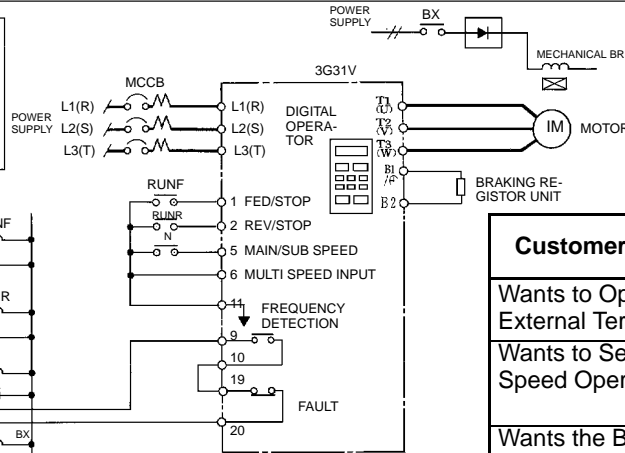 POWER
SUPPLY
BX
MECHANICAL BR
3G31V
MCCB
POWER
SUPPLY
L1(R)
L2(S)
L3(T)
L1(R)
L2(S)
L3(T)
DIGITAL
OPERA-
TOR
T1
(U)
T2
(V)
T3
(W)
IM
MOTOR
B1
B2
BRAKING RE-
GISTOR UNIT
RUNF
1 FED/STOP
RUNR
2 REV/STOP
N
5 MAIN/SUB SPEED
6 MULTI SPEED INPUT
11
FREQUENCY
DETECTION
9
10
19
FAULT
20
NF
R
BX
Customer
Wants to Op
External Ter
Wants to Se
Speed Oper
Wants the B